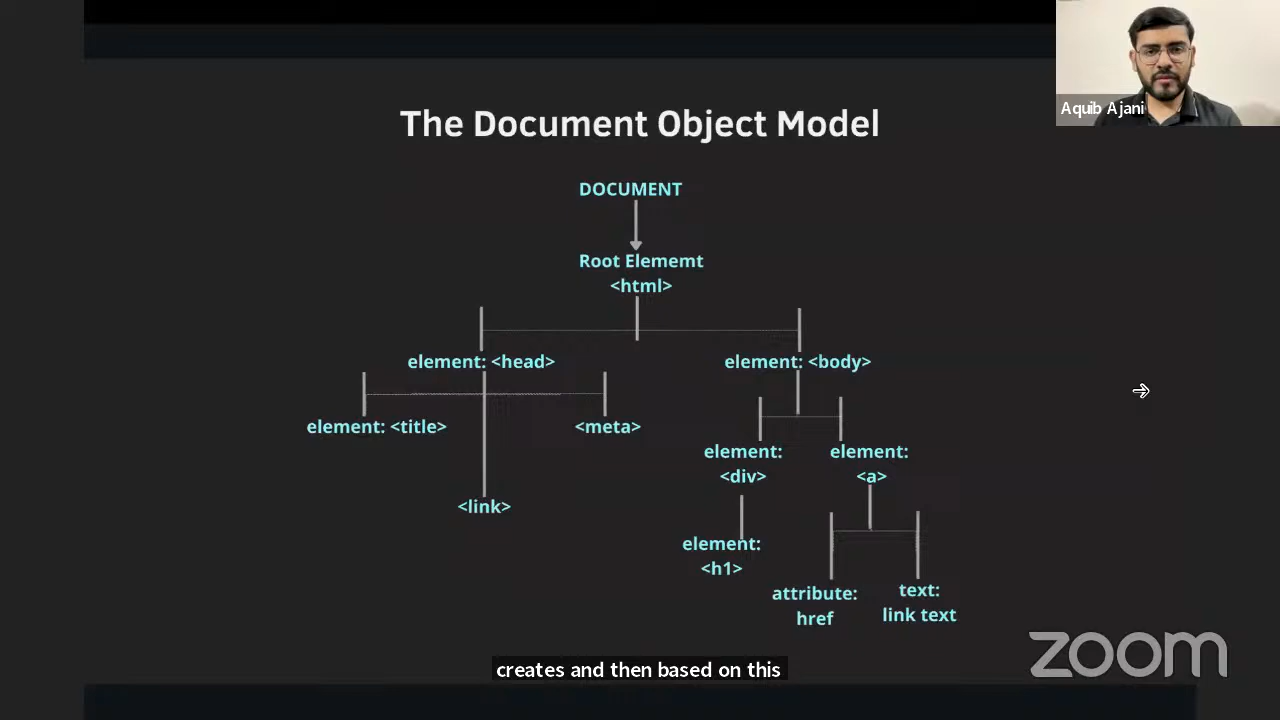 Aquib Ajani
The Document Object Model
DOCUMENT
Root Elememt
<html>
element: <head>
element: <body>
element: <title>
<meta>
element:
<div>
element:
<a>
<link>
element:
<h1>
attribute:
href
text:
link text
zoom
creates and then based on this